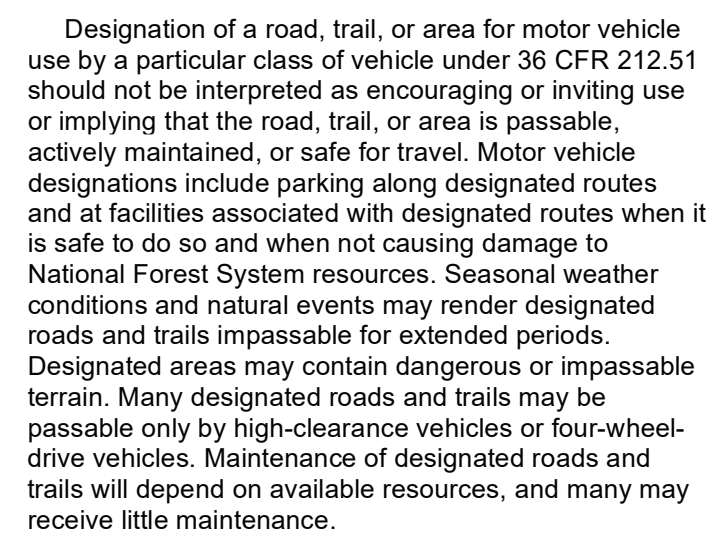 Designation of a road, trail, or area for motor vehicle
use by a particular class of vehicle under 36 CFR 212.51
should not be interpreted as encouraging or inviting use
or implying that the road, trail, or area is passable,
actively maintained, or safe for travel. Motor vehicle
designations include parking along designated routes
and at facilities associated with designated routes when it
is safe to do so and when not causing damage to
National Forest System resources. Seasonal weather
conditions and natural events may render designated
roads and trails impassable for extended periods.
Designated areas may contain dangerous or impassable
terrain. Many designated roads and trails may be
passable only by high-clearance vehicles or four-wheel-
drive vehicles. Maintenance of designated roads and
trails will depend on available resources, and many may
receive little maintenance.